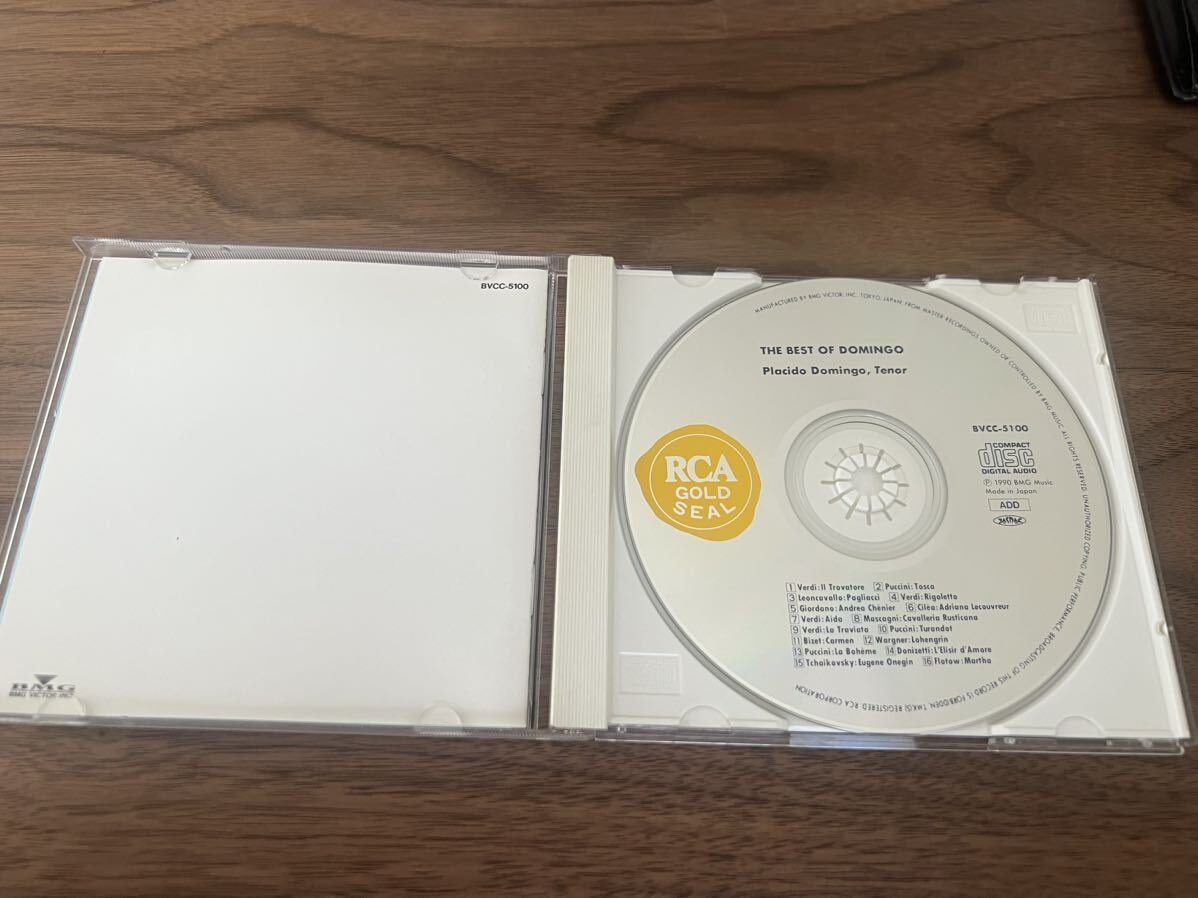 BVCC-5100
BMG
BMG VICTOR INC.
MANUFACTURED BY BMG VICTOR, INC. TOKYO, JAPAN, FROM MASTER RECORDINGS OWNED OR CONTROLLED BY BMG MUSIC. ALL RIGHTS RESERVED. UNAUTHORIZED COPYING, PUBLIC PERFORMANCE, BROADCASTING OF THIS RECORD IS FORBIDDEN. TMK(S) REGISTERED. RCA CORPORATION
THE BEST OF DOMINGO
Placido Domingo, Tenor
RCA
GOLD
SEAL
BVCC-5100
COMPACT
disc
DIGITAL AUDIO
Ⓟ 1990 BMG Music
Made in Japan
ADD
1 Verdi: Il Trovatore 2 Puccini: Tosca
3 Leoncavallo: Pagliacci 4 Verdi: Rigoletto
5 Giordano: Andrea Chénier 6 Cilèa: Adriana Lecouvreur
7 Verdi: Aida 8 Mascagni: Cavalleria Rusticana
9 Verdi: La Traviata 10 Puccini: Turandot
11 Bizet: Carmen 12 Wargner: Lohengrin
13 Puccini: La Bohème 14 Donizetti: L'Elisir d'Amore
15 Tchaikovsky: Eugene Onegin 16 Flotow: Martha